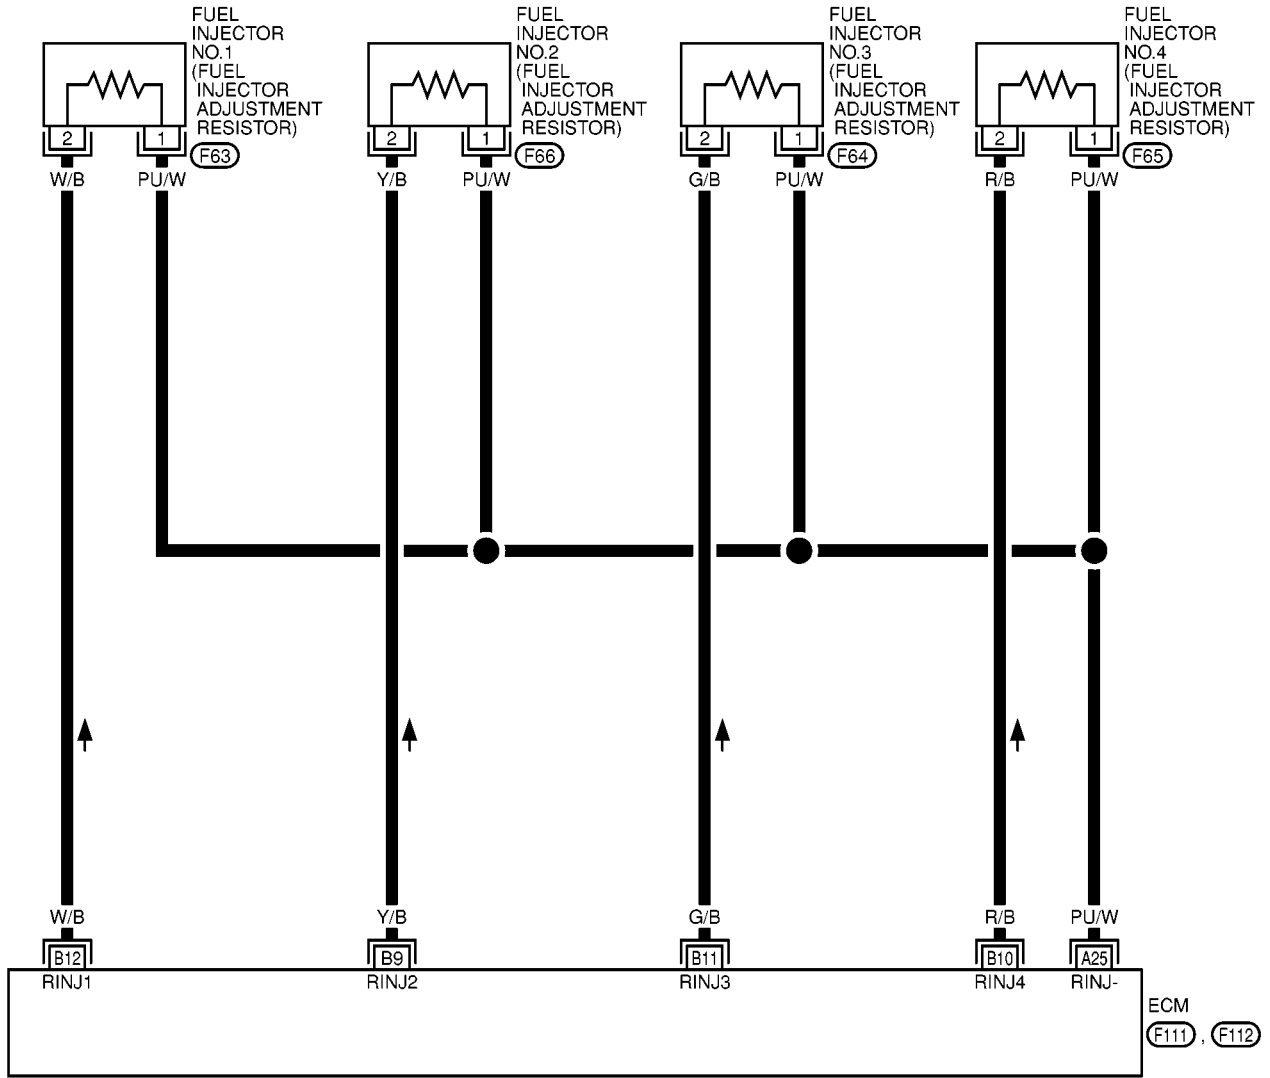 FUEL
INJECTOR
NO.1
(FUEL
INJECTOR
ADJUSTMENT
RESISTOR)
2
1
F63
FUEL
INJECTOR
NO.2
(FUEL
INJECTOR
ADJUSTMENT
RESISTOR)
2
1
F66
FUEL
INJECTOR
NO.3
(FUEL
INJECTOR
ADJUSTMENT
RESISTOR)
2
1
F64
FUEL
INJECTOR
NO.4
(FUEL
INJECTOR
ADJUSTMENT
RESISTOR)
2
1
F65
W/B
PU/W
Y/B
PU/W
G/B
PU/W
R/B
PU/W
W/B
Y/B
G/B
R/B
PU/W
B12
B9
B11
B10
A25
RINJ1
RINJ2
RINJ3
RINJ4
RINJ-
ECM
F111 , F112